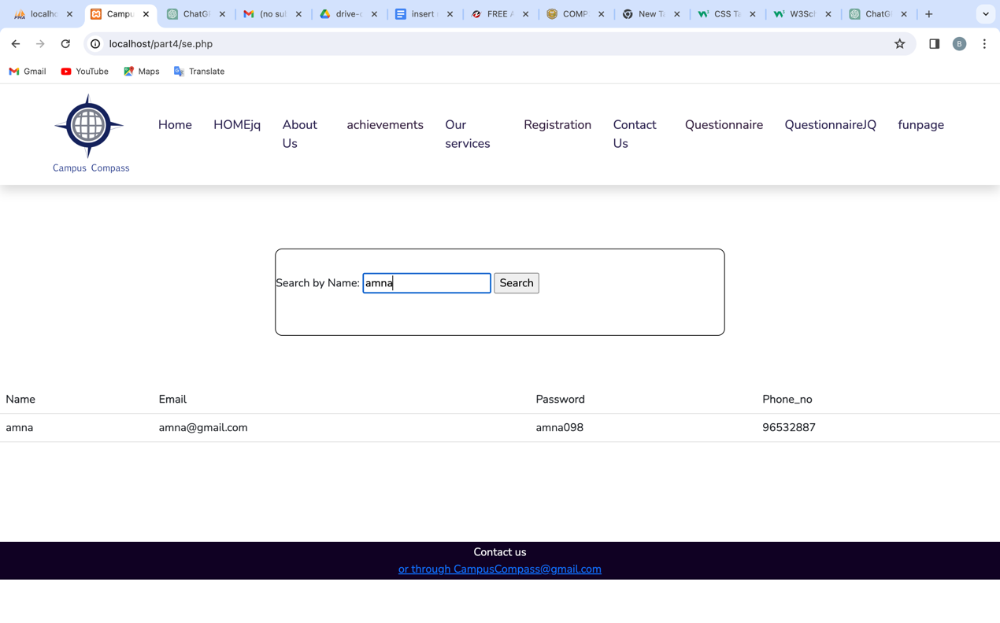 localho Campu ChatG (no su drive- insert FREE COMP New Ta CSS Ta W3Sch ChatG
localhost/part4/se.php B
Gmail YouTube Maps Translate
Campus Compass
Home HOMEjq About Us achievements Our services Registration Contact Us Questionnaire QuestionnaireJQ funpage
Search by Name: amna Search
Name Email Password Phone_no
amna amna@gmail.com amna098 96532887
Contact us
or through CampusCompass@gmail.com